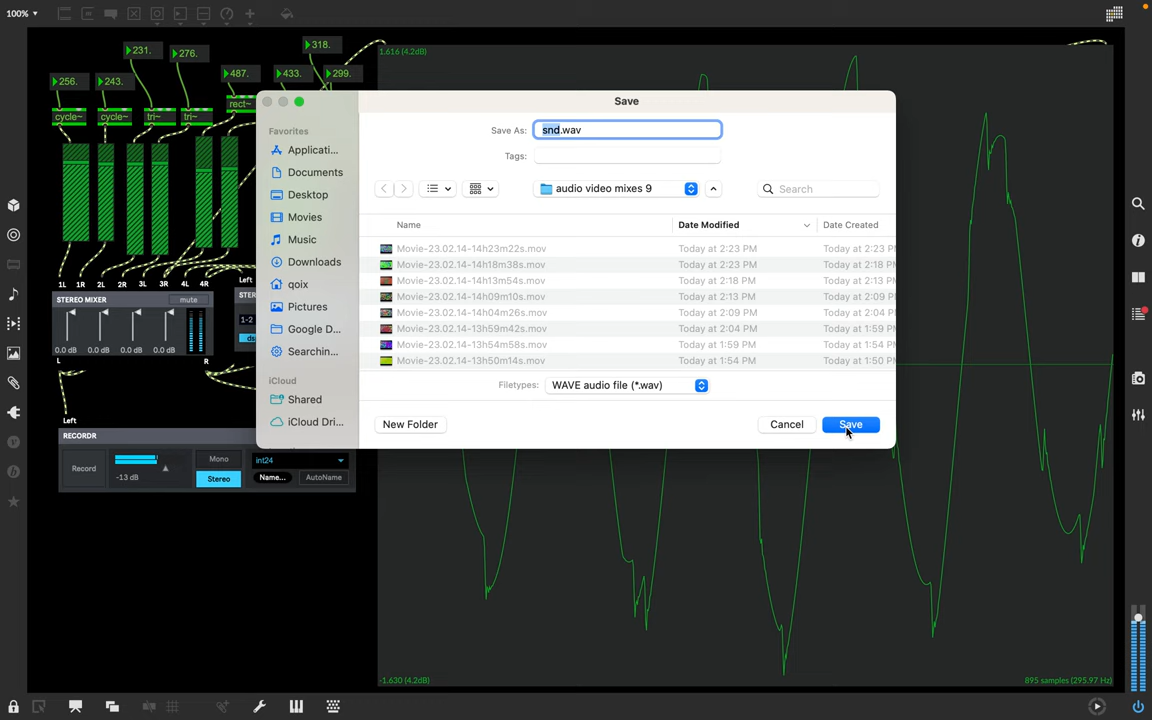 100%
1.616 (4.2dB)
231.
276.
318.
256.
243.
487.
433.
299.
cycle~
cycle~
tri~
tri~
rect~
1L 1R 2L 2R 3L 3R 4L 4R
Left
STEREO MIXER
mute
STER
1-2
0.0 dB 0.0 dB 0.0 dB 0.0 dB
L
R
Left
RECORDR
Record
-13 dB
Mono
Stereo
int24
Name...
AutoName
Save
Save As:
snd.wav
Tags:
Favorites
Applicati...
Documents
Desktop
Movies
Music
Downloads
qoix
Pictures
Google D...
Searchin...
iCloud
Shared
iCloud Dri...
audio video mixes 9
Search
Name
Date Modified
Date Created
Movie-23.02.14-14h23m22s.mov Today at 2:23 PM Today at 2:23 P
Movie-23.02.14-14h18m38s.mov Today at 2:23 PM Today at 2:18 P
Movie-23.02.14-14h13m54s.mov Today at 2:18 PM Today at 2:13 P
Movie-23.02.14-14h09m10s.mov Today at 2:13 PM Today at 2:09 P
Movie-23.02.14-14h04m26s.mov Today at 2:09 PM Today at 2:04 P
Movie-23.02.14-13h59m42s.mov Today at 2:04 PM Today at 1:59 P
Movie-23.02.14-13h54m58s.mov Today at 1:59 PM Today at 1:54 P
Movie-23.02.14-13h50m14s.mov Today at 1:54 PM Today at 1:50 P
Filetypes:
WAVE audio file (*.wav)
New Folder
Cancel
Save
-1.630 (4.2dB)
895 samples (295.97 Hz)